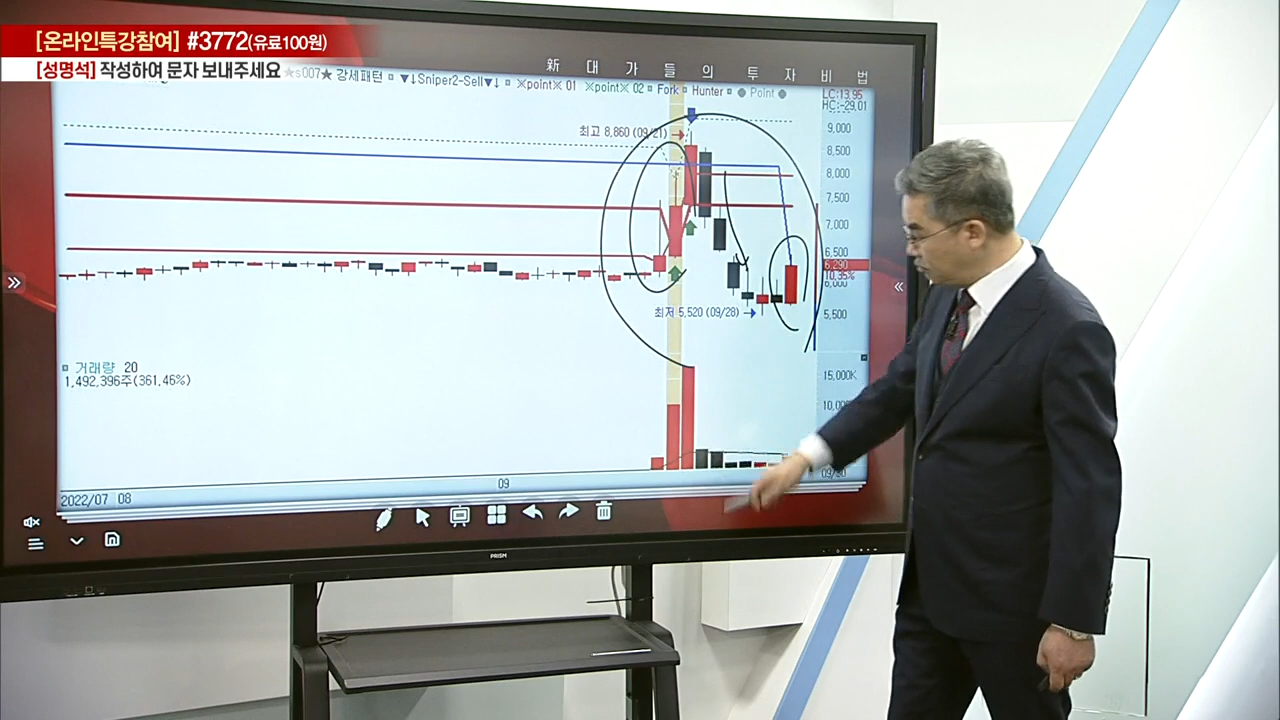 [온라인특강참여] #3772(유료100원)
[성명석] 작성하여 문자 보내주세요
新 대 가 들 의 투 자 비 법
★s007★ 강세패턴 ▼↓Sniper2-Sell▼↓ ※point※ 01 ※point※ 02 Fork Hunter ● Point ●
LC:13.95
HC:-29.01
최고 8,860 (09/21)
9,000
8,500
8,000
7,500
7,000
6,500
6,290
10.35%
6,000
최저 5,520 (09/28)
5,500
거래량 20
1,492,396주(361.46%)
15,000K
2022/07 08
09
PRISM